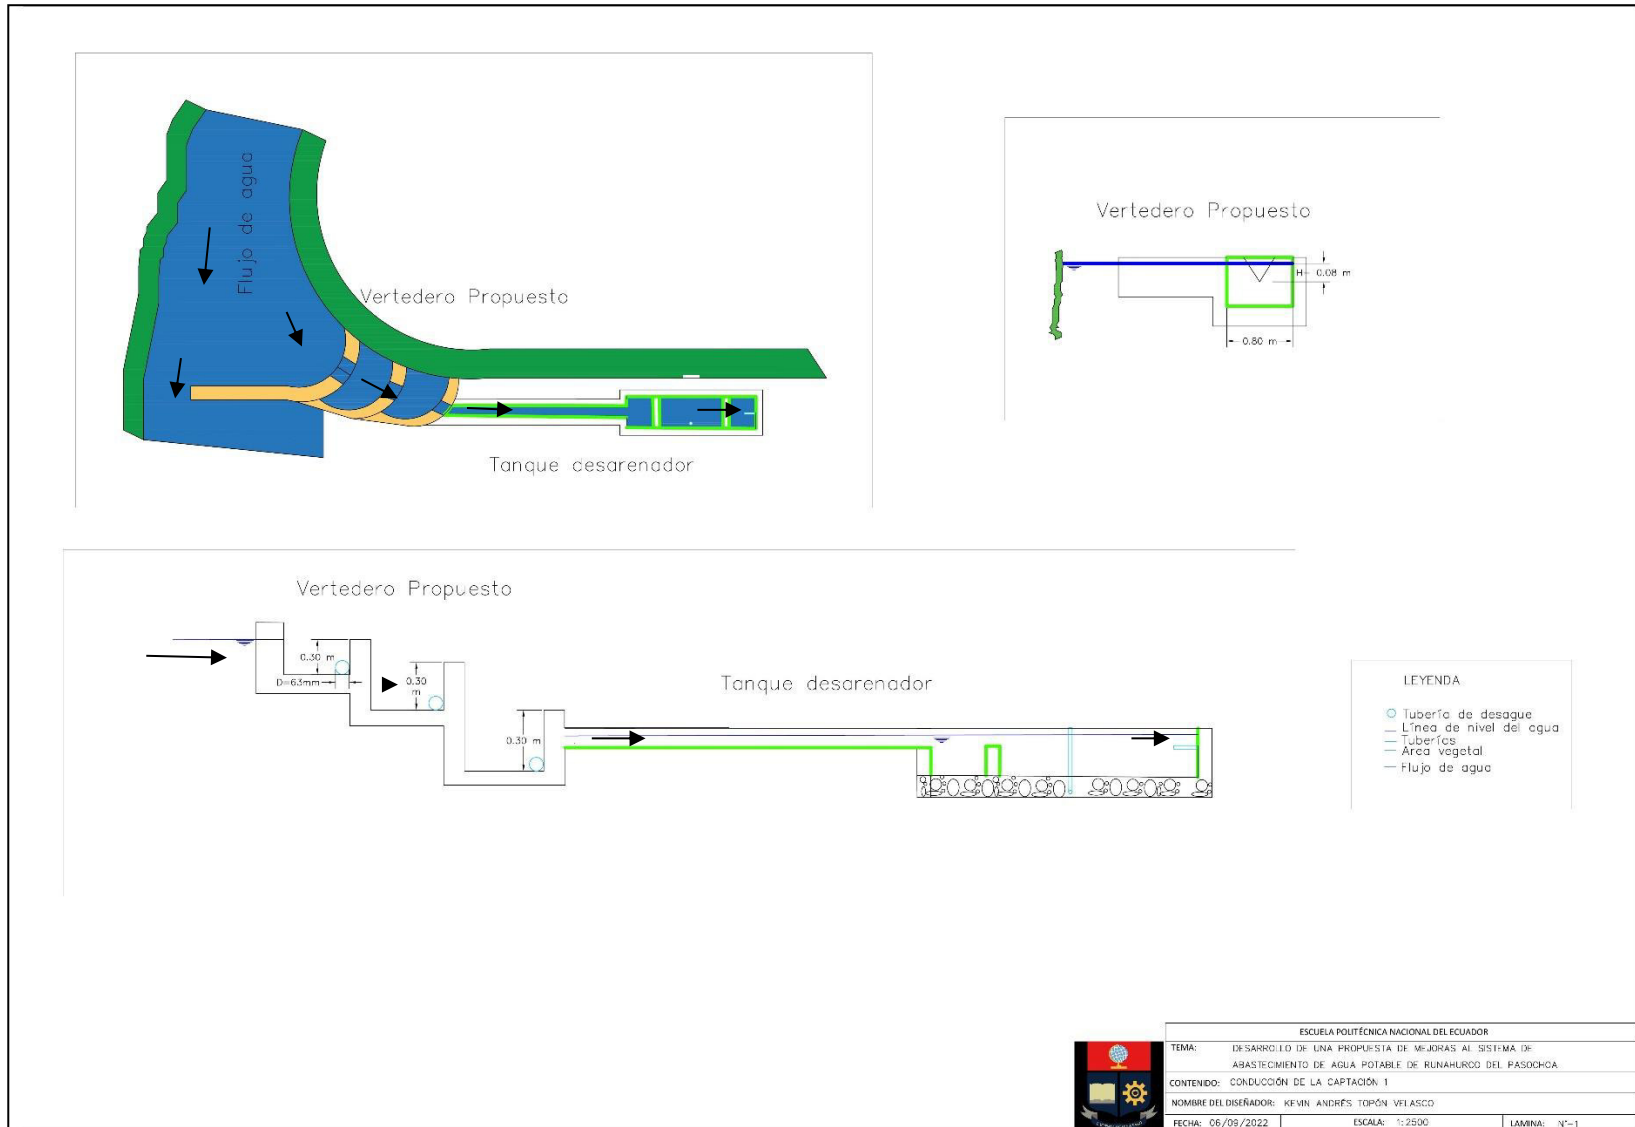 Flujo de agua
Vertedero Propuesto
Tanque desarenador
Vertedero Propuesto
H= 0.08 m
0.80 m
Vertedero Propuesto
0.30 m
D=63mm
0.30
m
0.30 m
Tanque desarenador
LEYENDA
Tubería de desague
Línea de nivel del agua
Tuberías
Area vegetal
Flujo de agua
ESCUELA POLITÉCNICA NACIONAL DEL ECUADOR
TEMA: DESARROLLO DE UNA PROPUESTA DE MEJORAS AL SISTEMA DE
ABASTECIMIENTO DE AGUA POTABLE DE RUNAHURCO DEL PASOCHOA
CONTENIDO: CONDUCCIÓN DE LA CAPTACIÓN 1
NOMBRE DEL DISEÑADOR: KEVIN ANDRÉS TOPÓN VELASCO
FECHA: 06/09/2022 ESCALA: 1:2500 LAMINA: N°-1